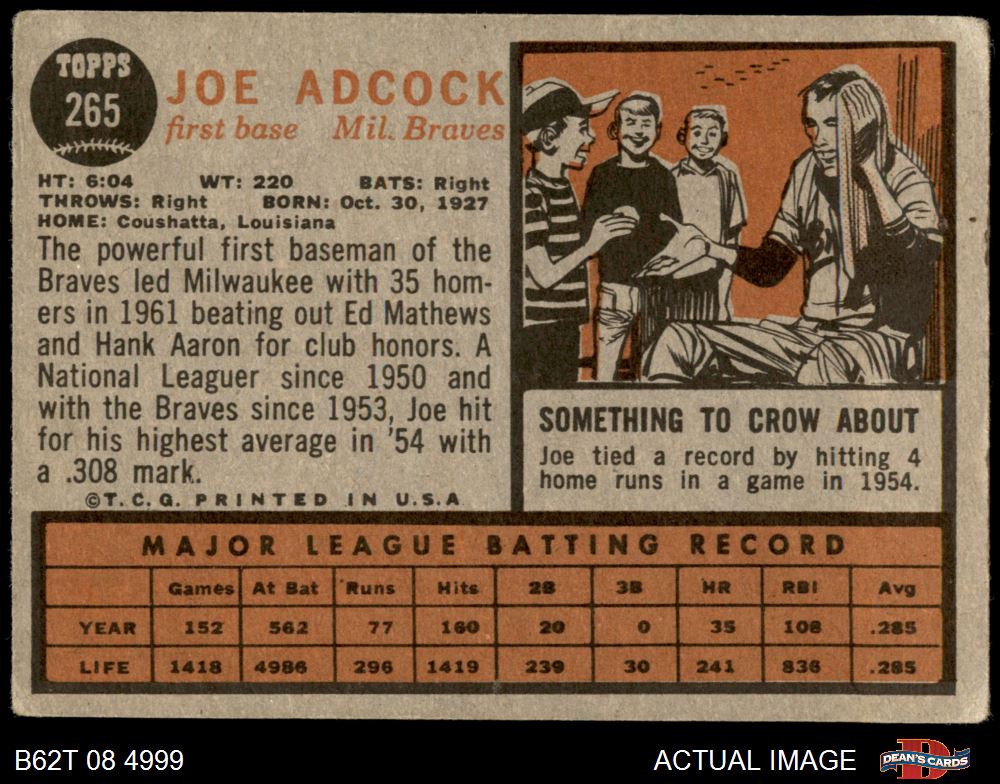 TOPPS
265
JOE ADCOCK
first base Mil. Braves
HT: 6:04 WT: 220 BATS: Right
THROWS: Right BORN: Oct. 30, 1927
HOME: Coushatta, Louisiana
The powerful first baseman of the
Braves led Milwaukee with 35 hom-
ers in 1961 beating out Ed Mathews
and Hank Aaron for club honors. A
National Leaguer since 1950 and
with the Braves since 1953, Joe hit
for his highest average in '54 with
a .308 mark.
©T.C.G. PRINTED IN U.S.A
SOMETHING TO CROW ABOUT
Joe tied a record by hitting 4
home runs in a game in 1954.
MAJOR LEAGUE BATTING RECORD
Games At Bat Runs Hits 2B 3B HR RBI Avg
YEAR 152 562 77 160 20 0 35 108 .285
LIFE 1418 4986 296 1419 239 30 241 836 .285
B62T 08 4999
ACTUAL IMAGE
D
DEAN'S CARDS